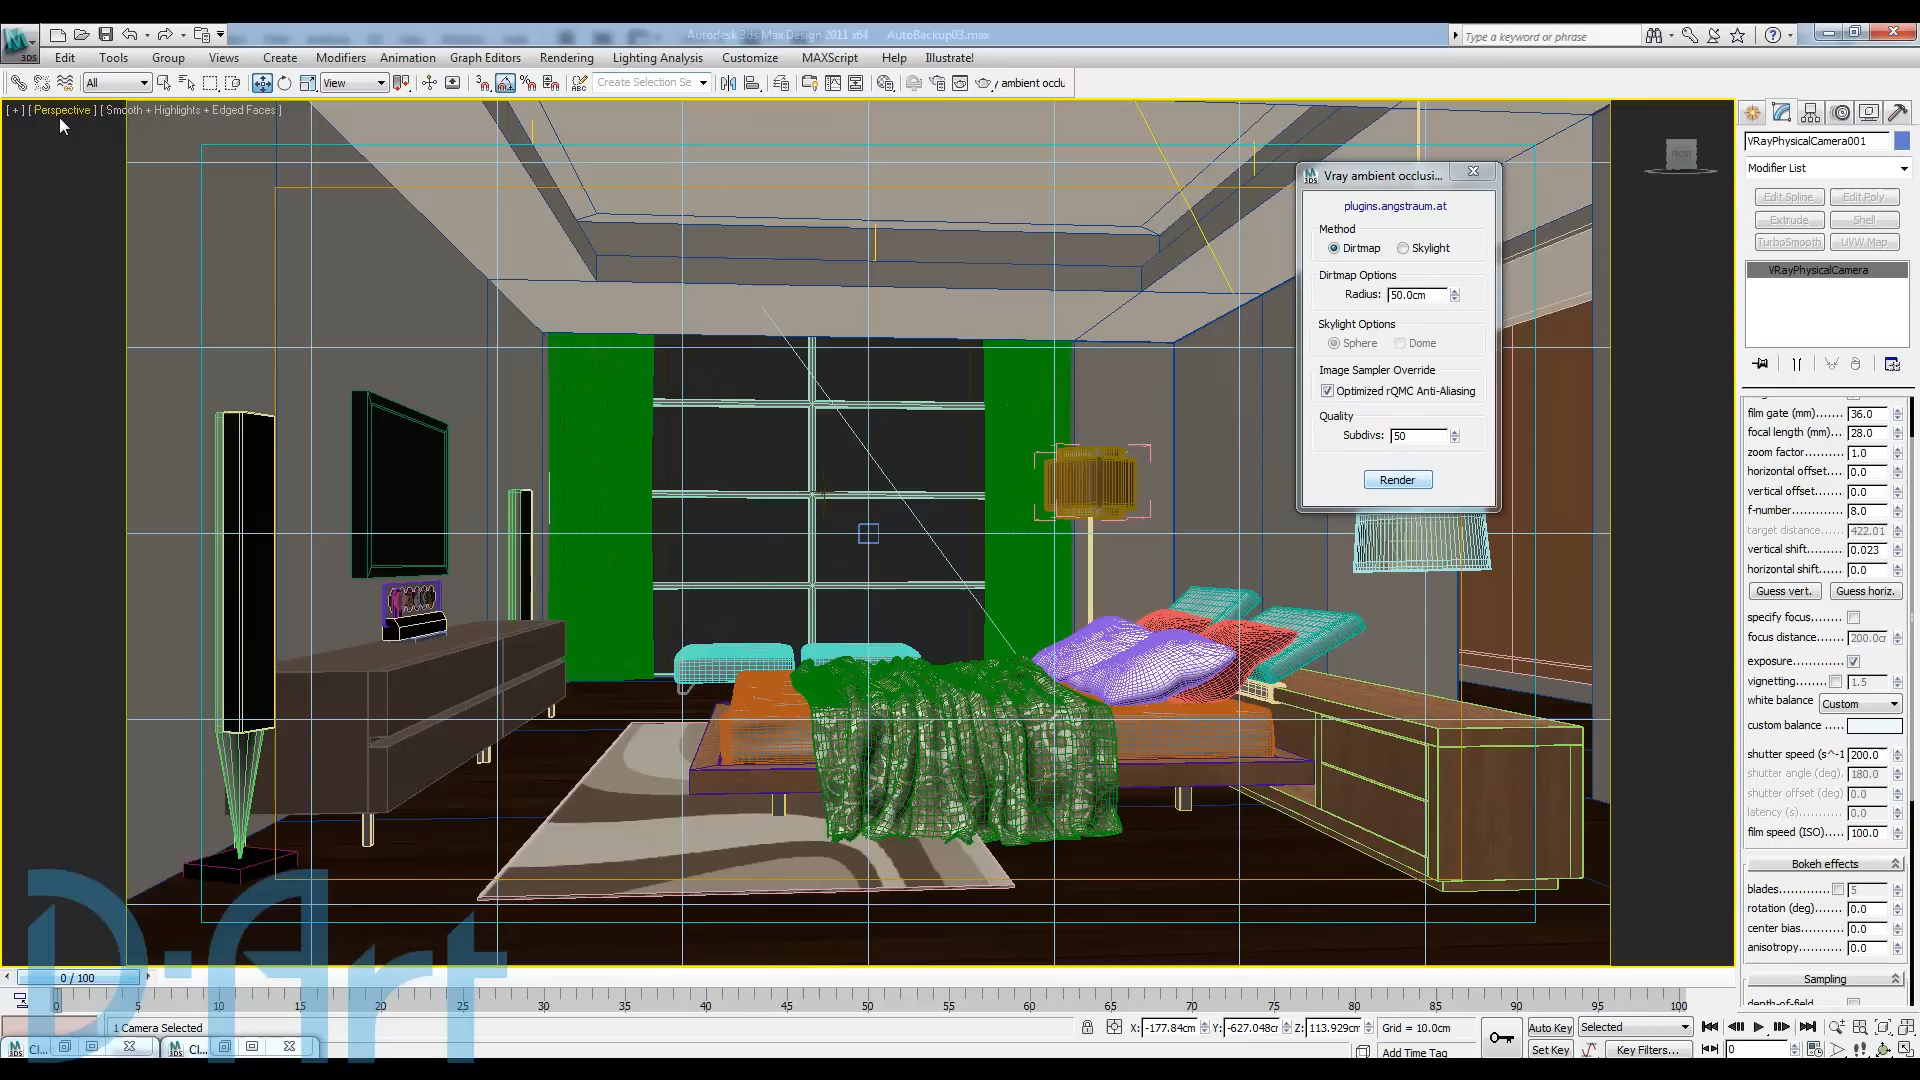 Autodesk 3ds Max Design 2011 x64 AutoBackup03.max
Type a keyword or phrase
3DS
Edit Tools Group Views Create Modifiers Animation Graph Editors Rendering Lighting Analysis Customize MAXScript Help Illustrate!
All View Create Selection Se ambient occlu
[ + ] [ Perspective ] [ Smooth + Highlights + Edged Faces ]
FRONT
Vray ambient occlusi...
plugins.angstraum.at
Method
Dirtmap Skylight
Dirtmap Options
Radius: 50.0cm
Skylight Options
Sphere Dome
Image Sampler Override
Optimized rQMC Anti-Aliasing
Quality
Subdivs: 50
Render
VRayPhysicalCamera001
Modifier List
Edit Spline Edit Poly
Extrude Shell
TurboSmooth UVW Map
VRayPhysicalCamera
film gate (mm)....... 36.0
focal length (mm)... 28.0
zoom factor.......... 1.0
horizontal offset..... 0.0
vertical offset........ 0.0
f-number.............. 8.0
target distance...... 422.01
vertical shift.......... 0.023
horizontal shift....... 0.0
Guess vert. Guess horiz.
specify focus.........
focus distance....... 200.0cr
exposure.............
vignetting............ 1.5
white balance Custom
custom balance .....
shutter speed (s^-1 200.0
shutter angle (deg). 180.0
shutter offset (deg) 0.0
latency (s)........... 0.0
film speed (ISO)..... 100.0
Bokeh effects
blades............. 5
rotation (deg)....... 0.0
center bias........... 0.0
anisotropy............ 0.0
Sampling
depth-of-field
D-Art
0 / 100
0 5 10 15 20 25 30 35 40 45 50 55 60 65 70 75 80 85 90 95 100
1 Camera Selected X: -177.84cr Y: -627.048cr Z: 113.929cm Grid = 10.0cm Auto Key Selected
Cl... Cl... Add Time Tag Set Key Key Filters... 0